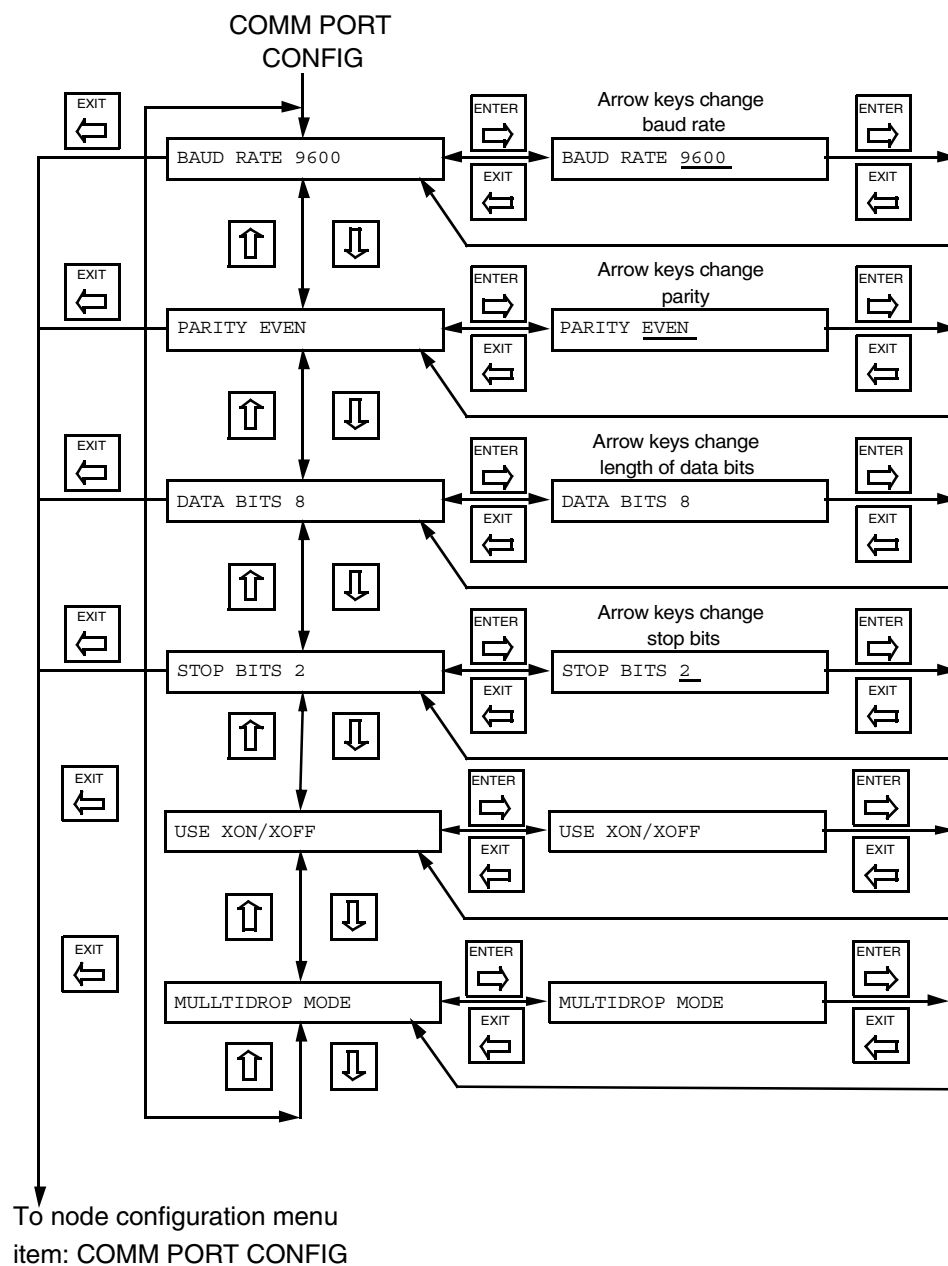 COMM PORT
CONFIG
EXIT
ENTER
Arrow keys change
baud rate
ENTER
BAUD RATE 9600
BAUD RATE 9600
EXIT
EXIT
EXIT
ENTER
Arrow keys change
parity
ENTER
PARITY EVEN
PARITY EVEN
EXIT
EXIT
EXIT
ENTER
Arrow keys change
length of data bits
ENTER
DATA BITS 8
DATA BITS 8
EXIT
EXIT
EXIT
ENTER
Arrow keys change
stop bits
ENTER
STOP BITS 2
STOP BITS 2
EXIT
EXIT
EXIT
ENTER
ENTER
USE XON/XOFF
USE XON/XOFF
EXIT
EXIT
EXIT
ENTER
ENTER
MULLTIDROP MODE
MULTIDROP MODE
EXIT
EXIT
To node configuration menu
item: COMM PORT CONFIG